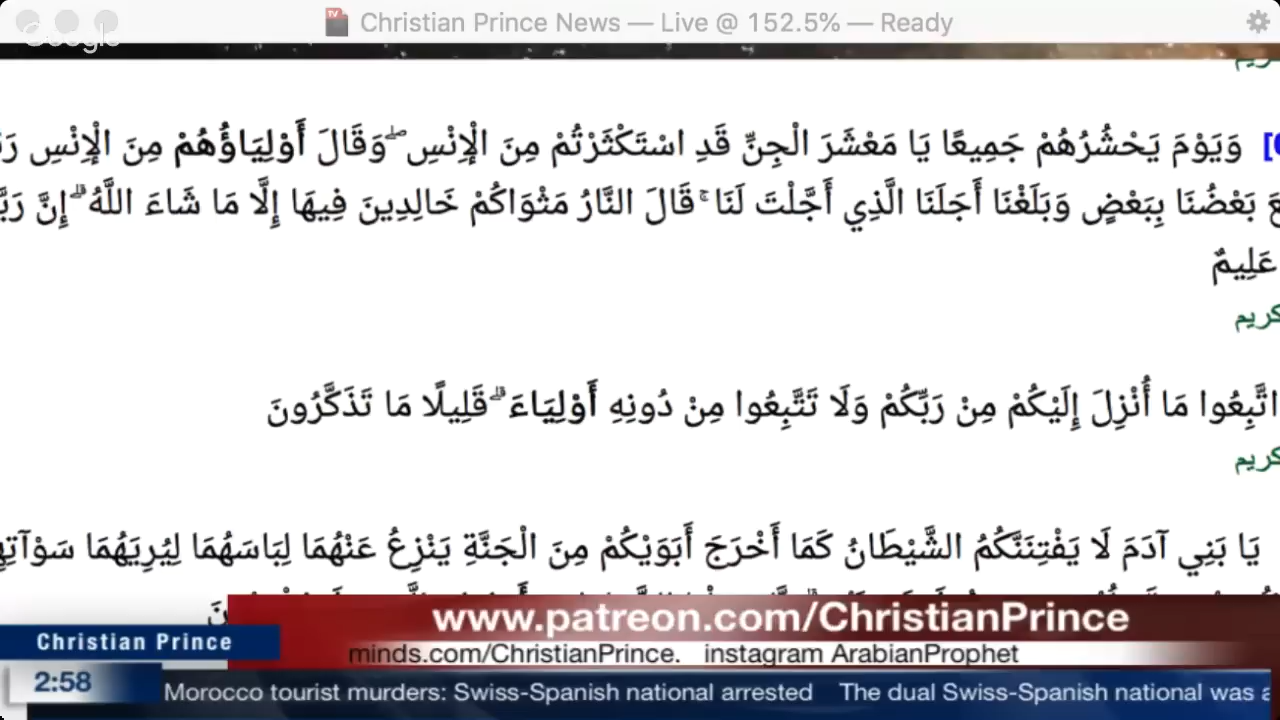 Christian Prince News — Live @ 152.5% — Ready
Google
وَيَوْمَ يَحْشُرُهُمْ جَمِيعًا يَا مَعْشَرَ الْجِنِّ قَدِ اسْتَكْثَرْتُمْ مِنَ الْإِنْسِ ۖ وَقَالَ أَوْلِيَاؤُهُمْ مِنَ الْإِنْسِ
بَعْضُنَا بِبَعْضٍ وَبَلَغْنَا أَجَلَنَا الَّذِي أَجَّلْتَ لَنَا ۚ قَالَ النَّارُ مَثْوَاكُمْ خَالِدِينَ فِيهَا إِلَّا مَا شَاءَ اللَّهُ ۗ إِنَّ
عَلِيمٌ
كريم
اتَّبِعُوا مَا أُنْزِلَ إِلَيْكُمْ مِنْ رَبِّكُمْ وَلَا تَتَّبِعُوا مِنْ دُونِهِ أَوْلِيَاءَ ۗ قَلِيلًا مَا تَذَكَّرُونَ
كريم
يَا بَنِي آدَمَ لَا يَفْتِنَنَّكُمُ الشَّيْطَانُ كَمَا أَخْرَجَ أَبَوَيْكُمْ مِنَ الْجَنَّةِ يَنْزِعُ عَنْهُمَا لِبَاسَهُمَا لِيُرِيَهُمَا
www.patreon.com/ChristianPrince
Christian Prince
minds.com/ChristianPrince. instagram ArabianProphet
2:58
Morocco tourist murders: Swiss-Spanish national arrested The dual Swiss-Spanish national was a